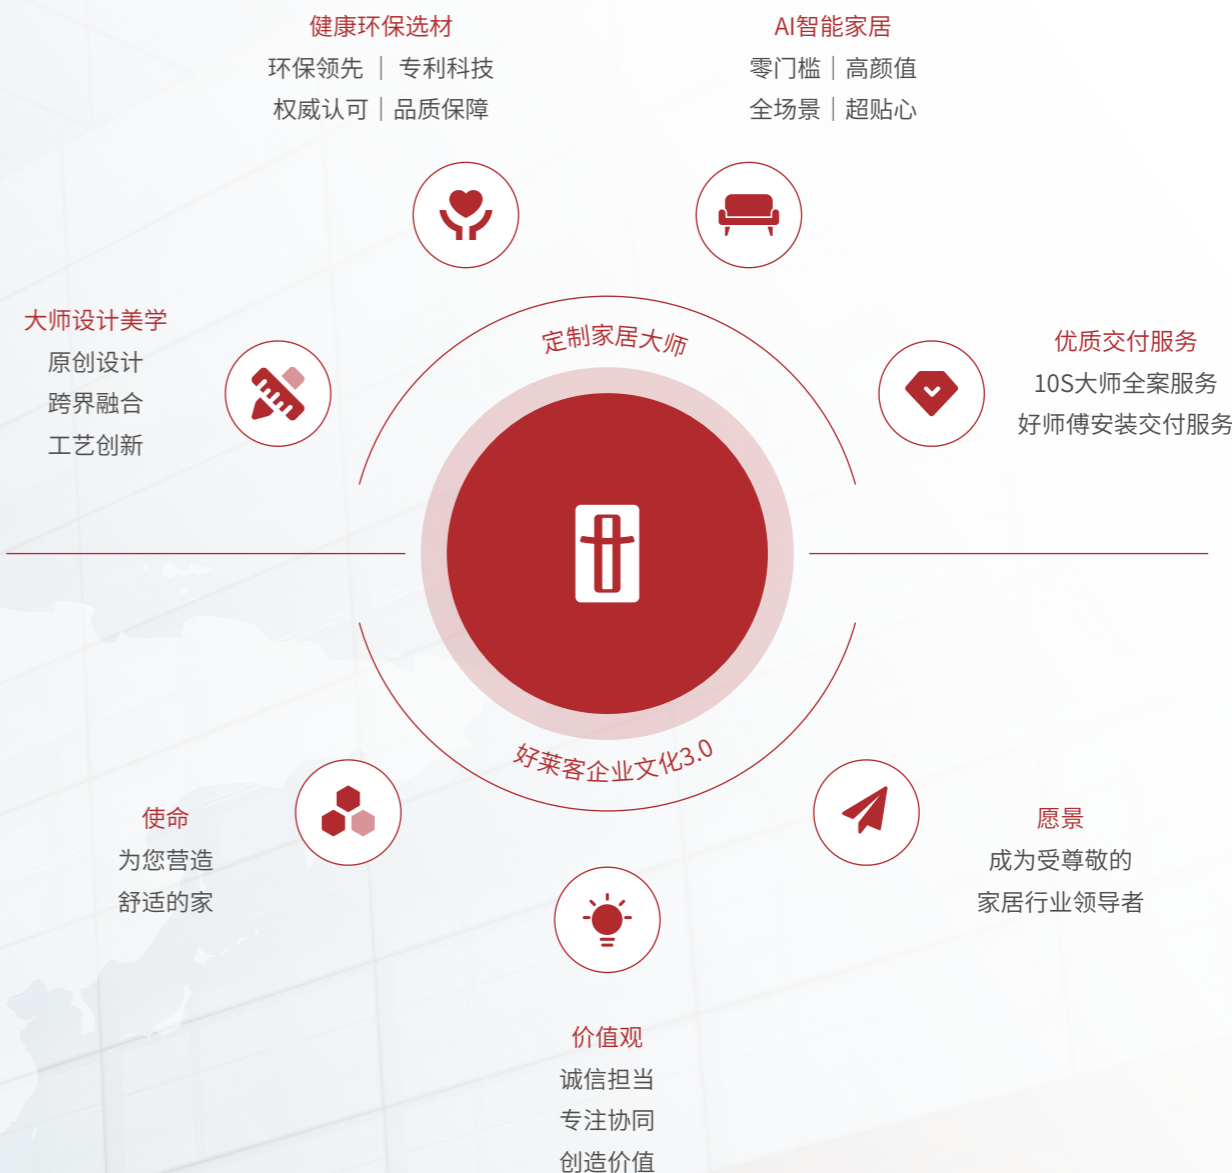 健康环保选材
环保领先 | 专利科技
权威认可 | 品质保障
AI智能家居
零门槛 | 高颜值
全场景 | 超贴心
大师设计美学
原创设计
跨界融合
工艺创新
定制家居大师
优质交付服务
10S大师全案服务
好师傅安装交付服务
好莱客企业文化3.0
使命
为您营造
舒适的家
愿景
成为受尊敬的
家居行业领导者
价值观
诚信担当
专注协同
创造价值